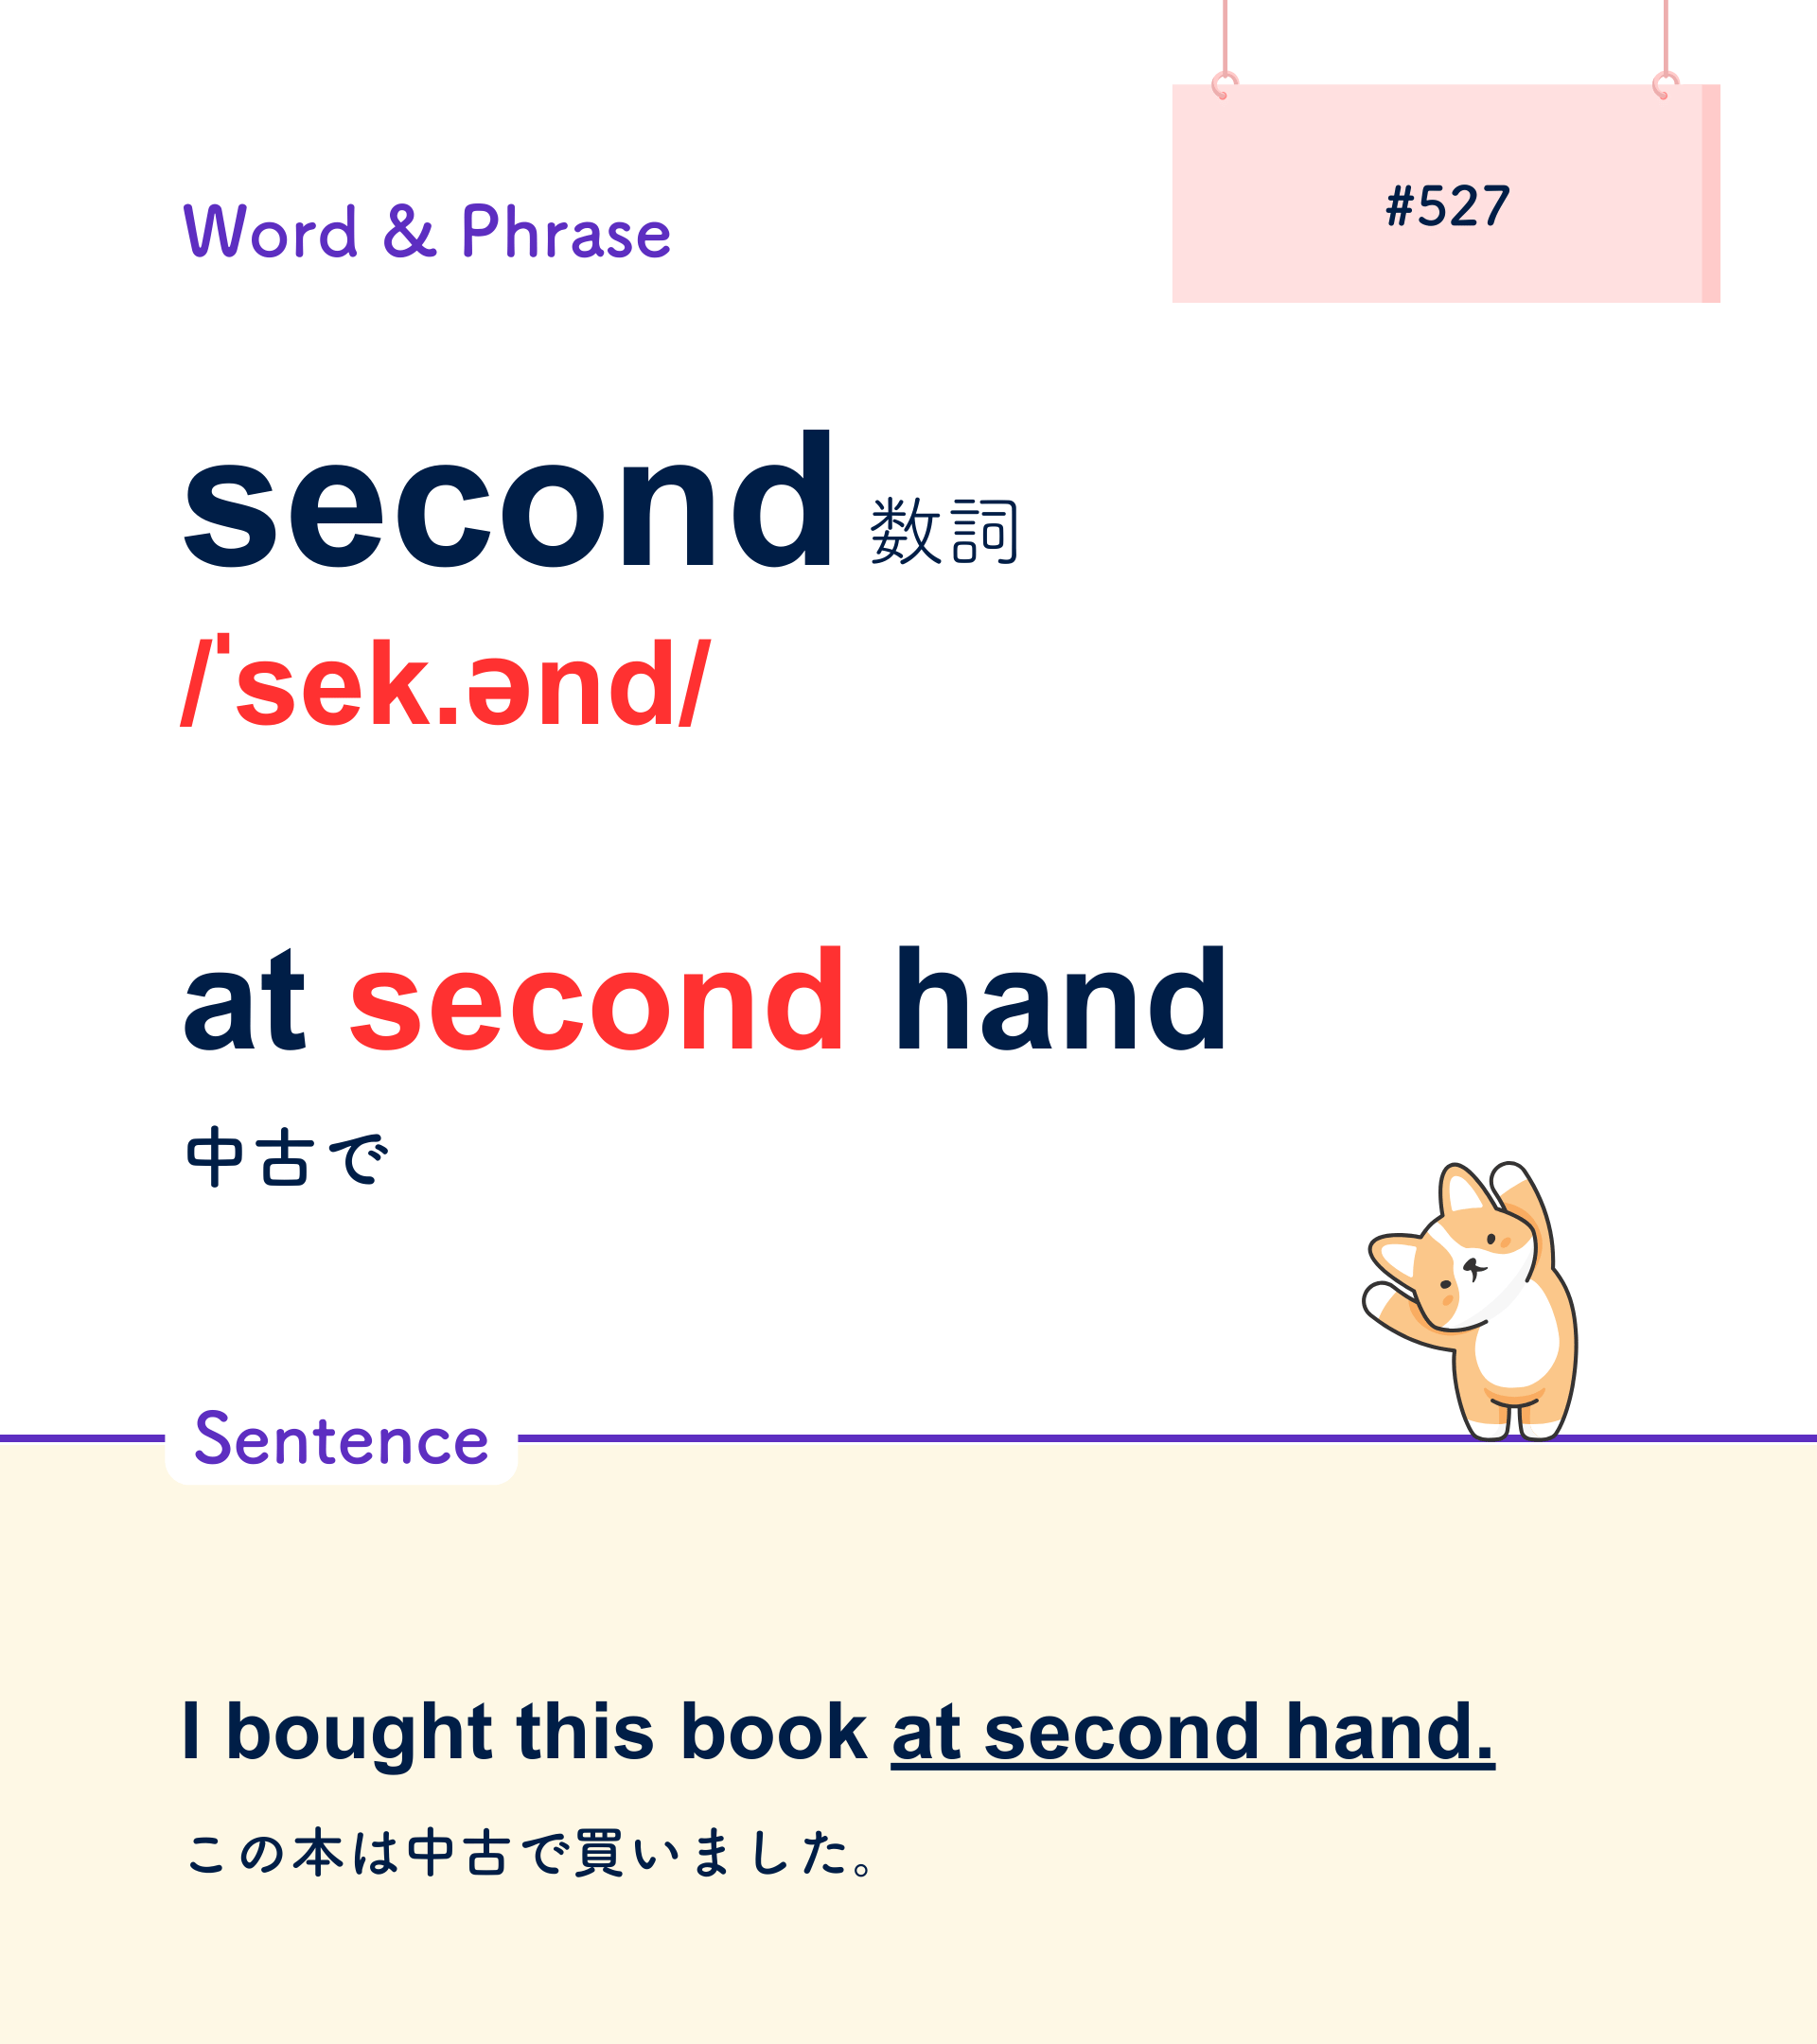 #527
Word & Phrase
second 数詞
/ˈsek.ənd/
at second hand
中古で
Sentence
I bought this book at second hand.
この本は中古で買いました。